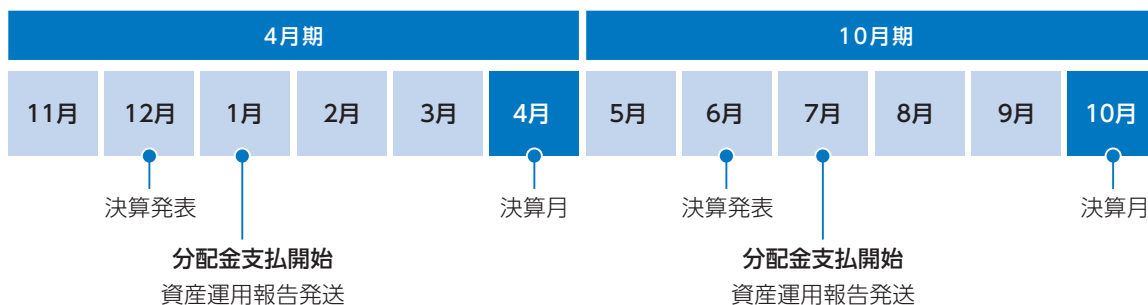 4月期
10月期
11月
12月
1月
2月
3月
4月
5月
6月
7月
8月
9月
10月
決算発表
決算月
決算発表
決算月
分配金支払開始
資産運用報告発送
分配金支払開始
資産運用報告発送